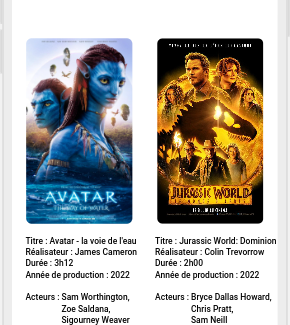 AVATAR
THE WAY OF WATER
JURASSIC WORLD
Titre : Avatar - la voie de l'eau
Réalisateur : James Cameron
Durée : 3h12
Année de production : 2022
Acteurs : Sam Worthington,
Zoe Saldana,
Sigourney Weaver
Titre : Jurassic World: Dominion
Réalisateur : Colin Trevorrow
Durée : 2h00
Année de production : 2022
Acteurs : Bryce Dallas Howard,
Chris Pratt,
Sam Neill